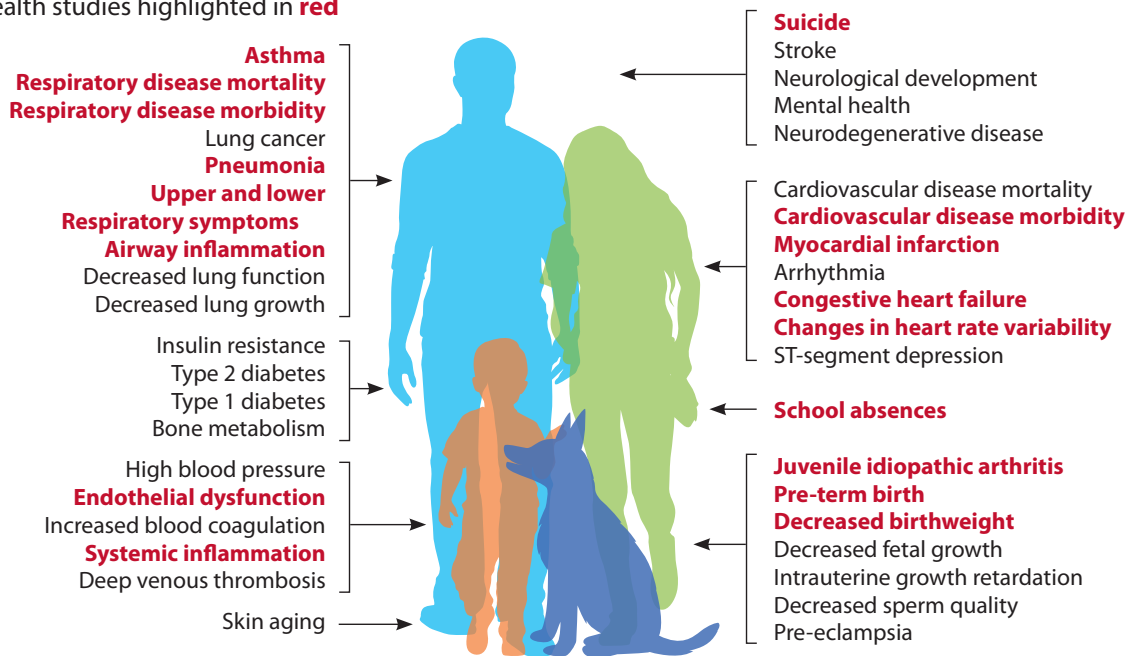 health studies highlighted in red
Asthma
Respiratory disease mortality
Respiratory disease morbidity
Lung cancer
Pneumonia
Upper and lower
Respiratory symptoms
Airway inflammation
Decreased lung function
Decreased lung growth
Insulin resistance
Type 2 diabetes
Type 1 diabetes
Bone metabolism
High blood pressure
Endothelial dysfunction
Increased blood coagulation
Systemic inflammation
Deep venous thrombosis
Skin aging
Suicide
Stroke
Neurological development
Mental health
Neurodegenerative disease
Cardiovascular disease mortality
Cardiovascular disease morbidity
Myocardial infarction
Arrhythmia
Congestive heart failure
Changes in heart rate variability
ST-segment depression
School absences
Juvenile idiopathic arthritis
Pre-term birth
Decreased birthweight
Decreased fetal growth
Intrauterine growth retardation
Decreased sperm quality
Pre-eclampsia